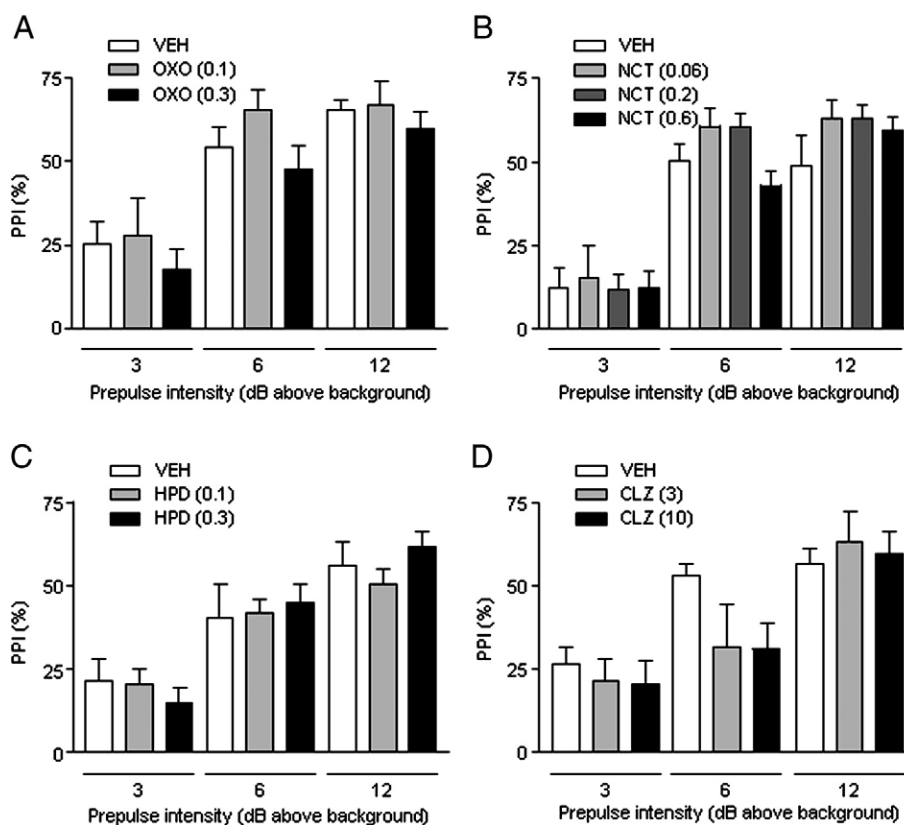 A
VEH
OXO (0.1)
OXO (0.3)
75
50
25
0
PPI (%)
3 6 12
Prepulse intensity (dB above background)
B
VEH
NCT (0.06)
NCT (0.2)
NCT (0.6)
75
50
25
0
PPI (%)
3 6 12
Prepulse intensity (dB above background)
C
VEH
HPD (0.1)
HPD (0.3)
75
50
25
0
PPI (%)
3 6 12
Prepulse intensity (dB above background)
D
VEH
CLZ (3)
CLZ (10)
75
50
25
0
PPI (%)
3 6 12
Prepulse intensity (dB above background)